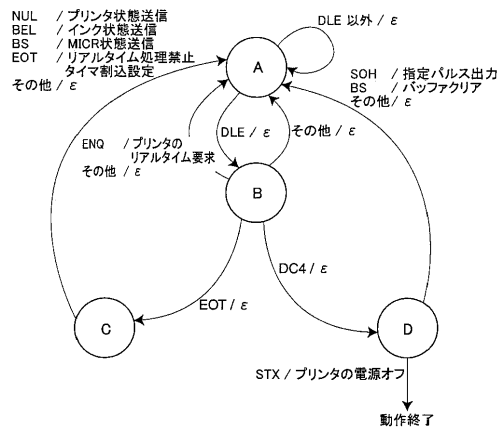 NUL / プリンタ状態送信
BEL / インク状態送信
BS / MICR状態送信
EOT / リアルタイム処理禁止
タイマ割込設定
その他 / ε
DLE 以外 / ε
A
SOH / 指定パルス出力
BS / バッファクリア
その他 / ε
ENQ / プリンタの
リアルタイム要求
その他 / ε
DLE / ε
その他 / ε
B
DC4 / ε
EOT / ε
C
D
STX / プリンタの電源オフ
動作終了